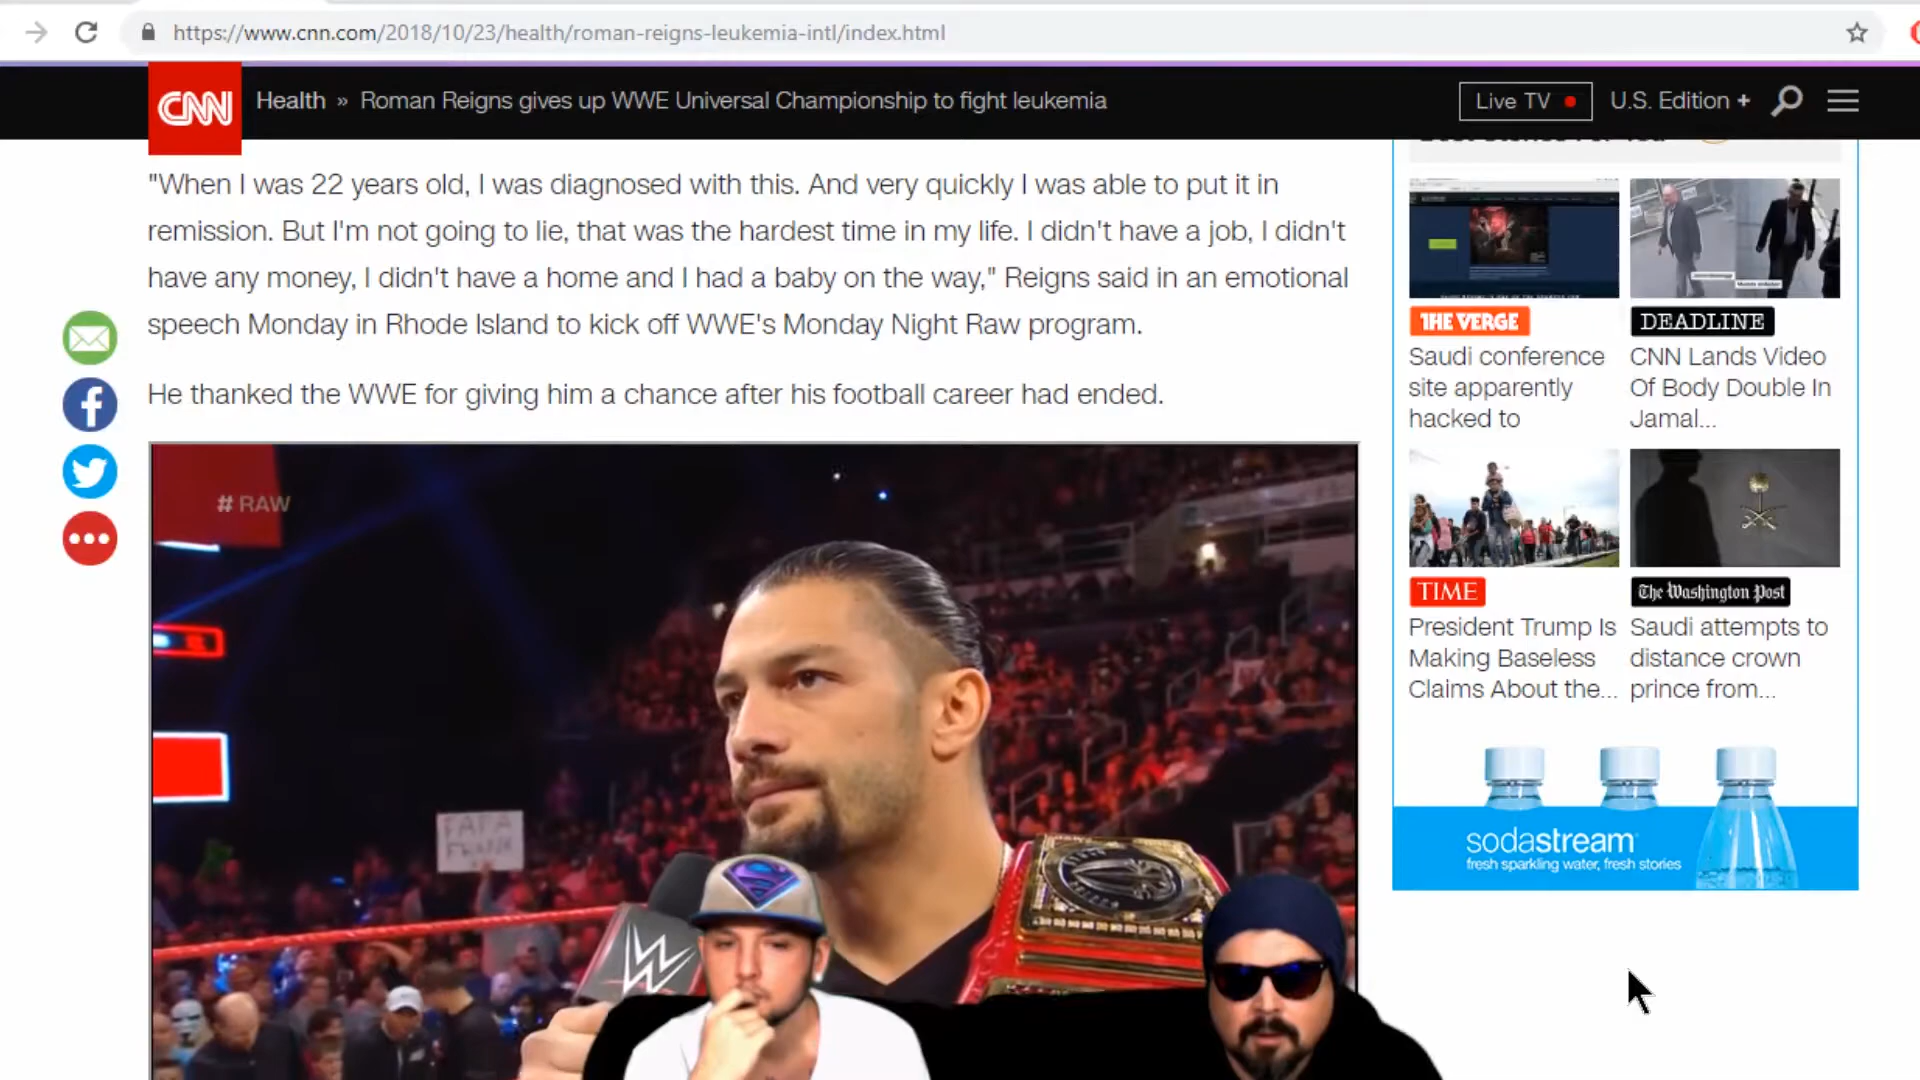 https://www.cnn.com/2018/10/23/health/roman-reigns-leukemia-intl/index.html
CNN Health » Roman Reigns gives up WWE Universal Championship to fight leukemia
Live TV U.S. Edition +
"When I was 22 years old, I was diagnosed with this. And very quickly I was able to put it in
remission. But I'm not going to lie, that was the hardest time in my life. I didn't have a job, I didn't
have any money, I didn't have a home and I had a baby on the way," Reigns said in an emotional
speech Monday in Rhode Island to kick off WWE's Monday Night Raw program.
He thanked the WWE for giving him a chance after his football career had ended.
# RAW
PAPA
FRANK
W
THE VERGE
Saudi conference
site apparently
hacked to
DEADLINE
CNN Lands Video
Of Body Double In
Jamal...
TIME
President Trump Is
Making Baseless
Claims About the...
The Washington Post
Saudi attempts to
distance crown
prince from...
sodastream
fresh sparkling water, fresh stories